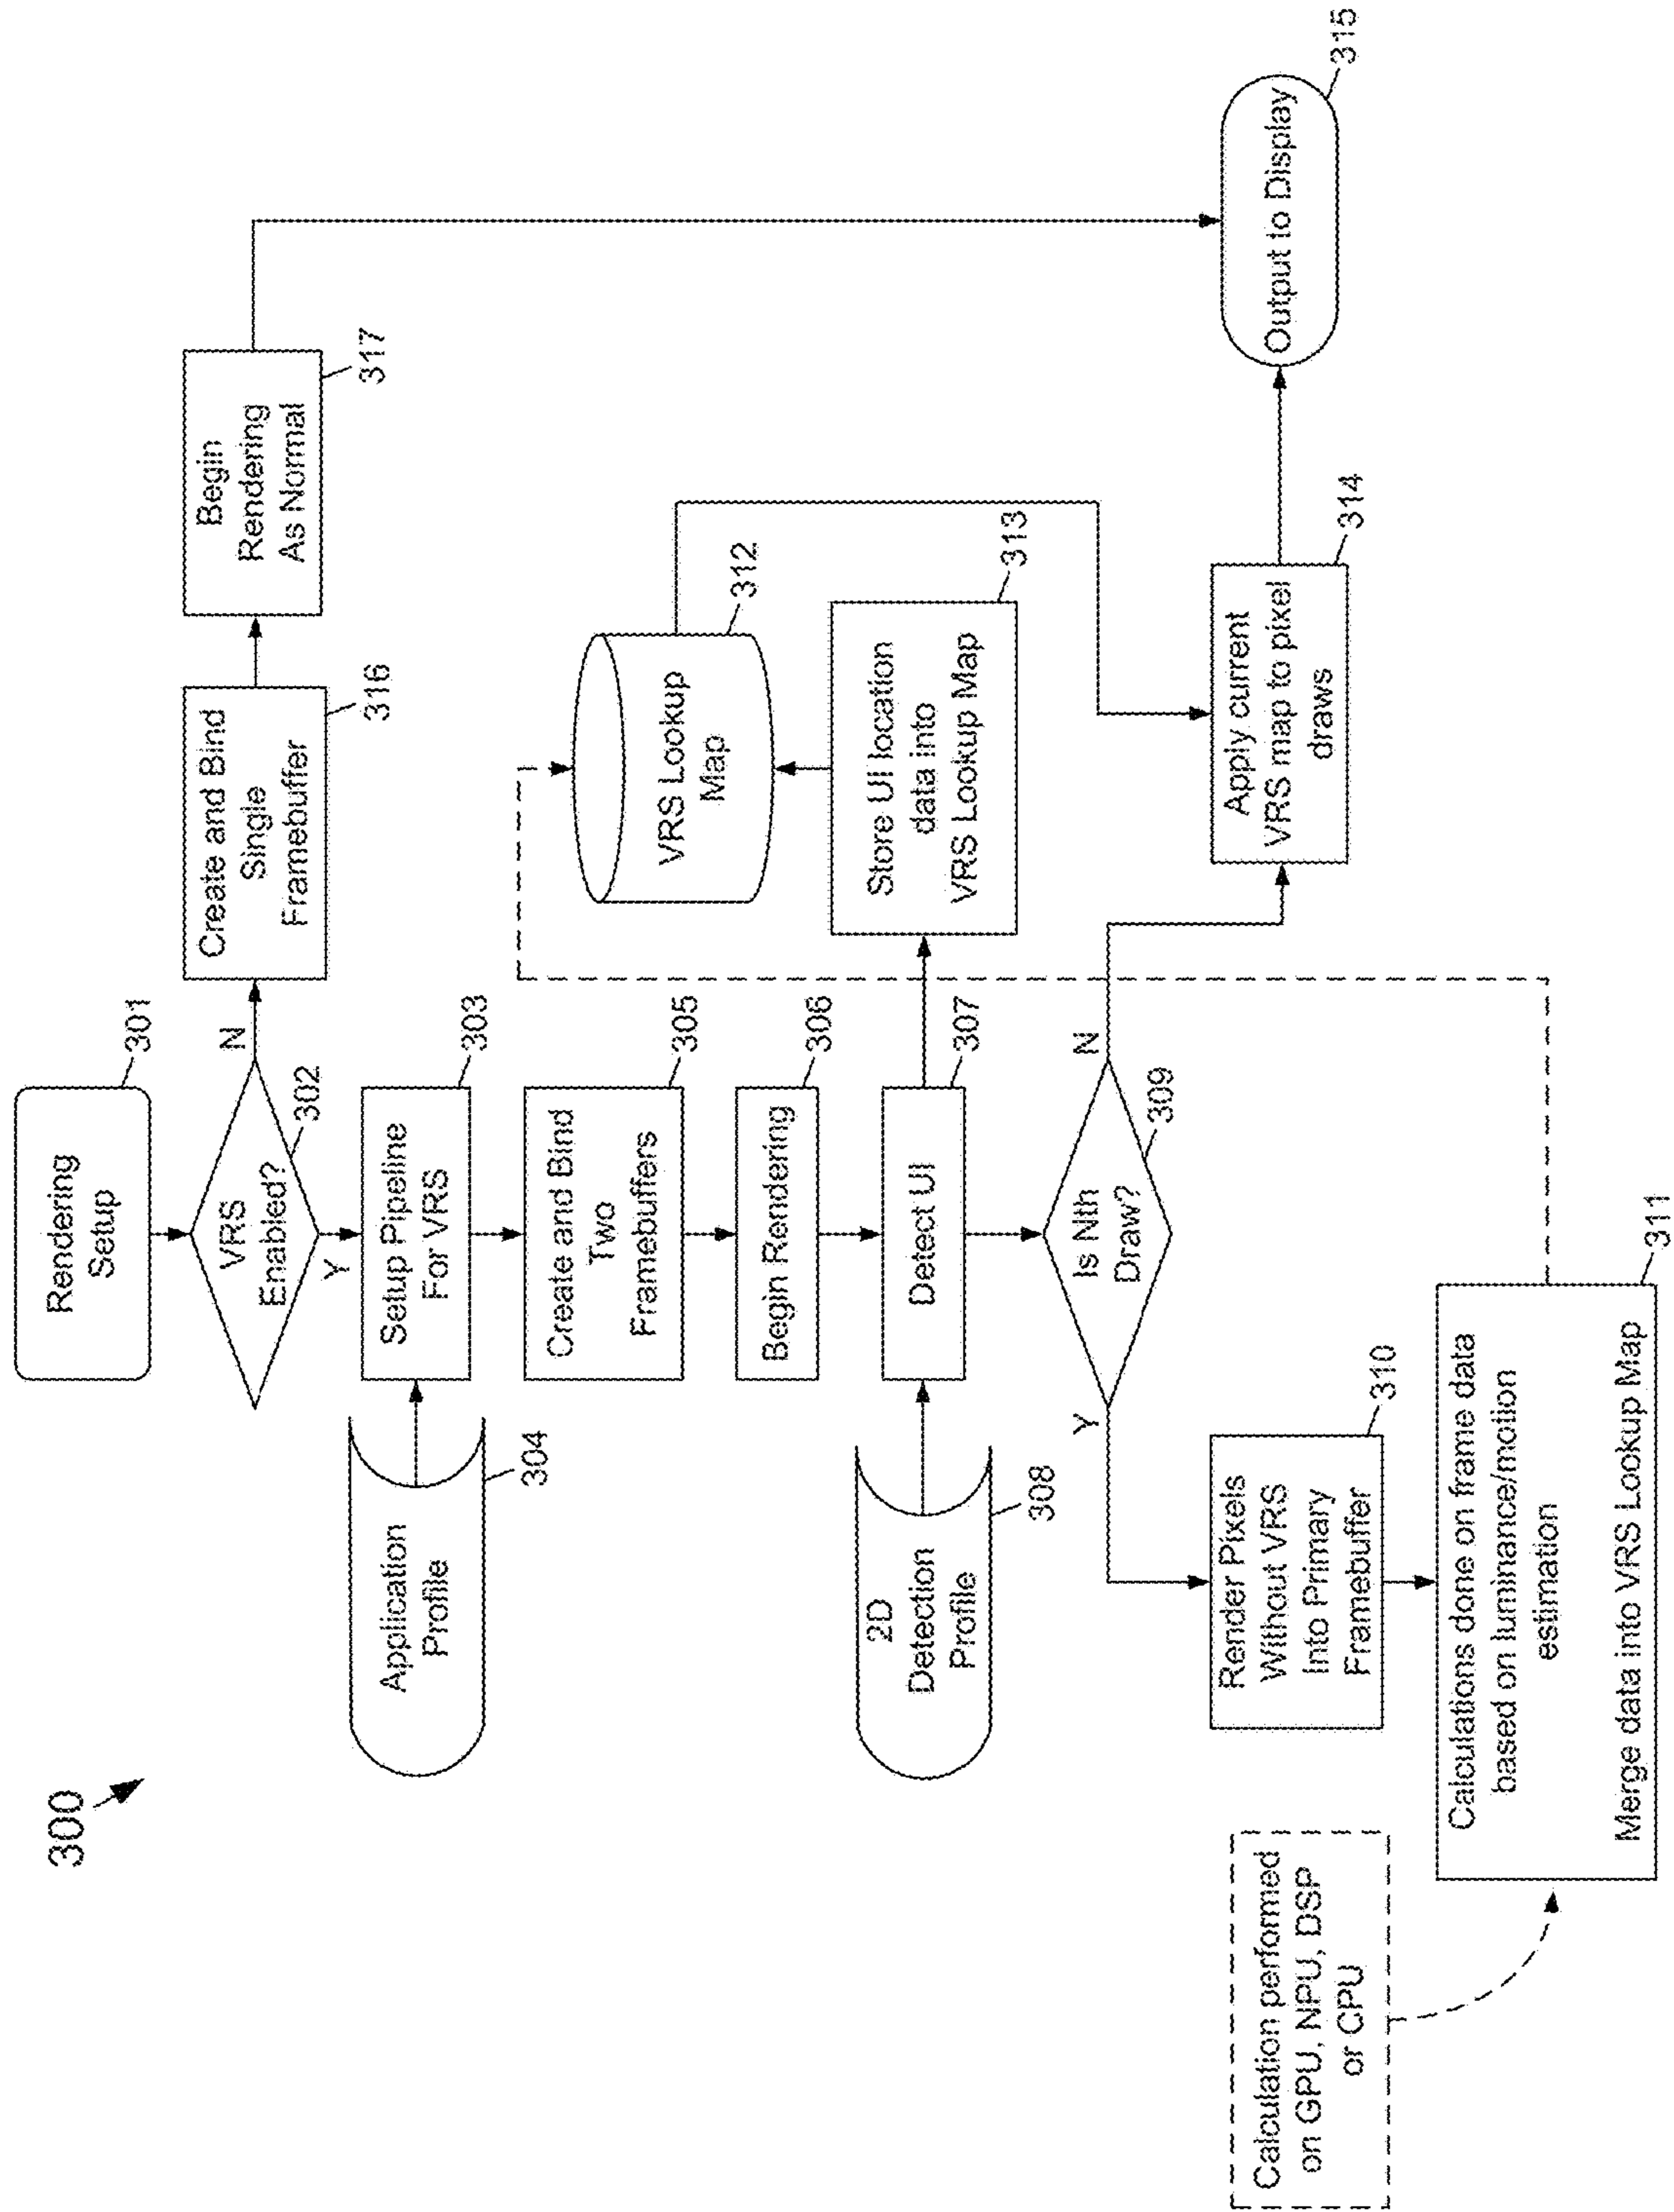 300
Rendering
Setup
301
VRS
Enabled?
302
N
Y
Create and Bind
Single
Framebuffer
316
Begin
Rendering
As Normal
317
Application
Profile
304
Setup Pipeline
For VRS
303
Create and Bind
Two
Framebuffers
305
Begin Rendering
306
2D
Detection
Profile
308
Detect UI
307
Store UI location
data into
VRS Lookup Map
313
VRS Lookup
Map
312
Is Nth
Draw?
309
N
Y
Render Pixels
Without VRS
Into Primary
Framebuffer
310
Apply current
VRS map to pixel
draws
314
Output to Display
315
Calculation performed
on GPU, NPU, DSP
or CPU
Calculations done on frame data
based on luminance/motion
estimation
Merge data into VRS Lookup Map
311